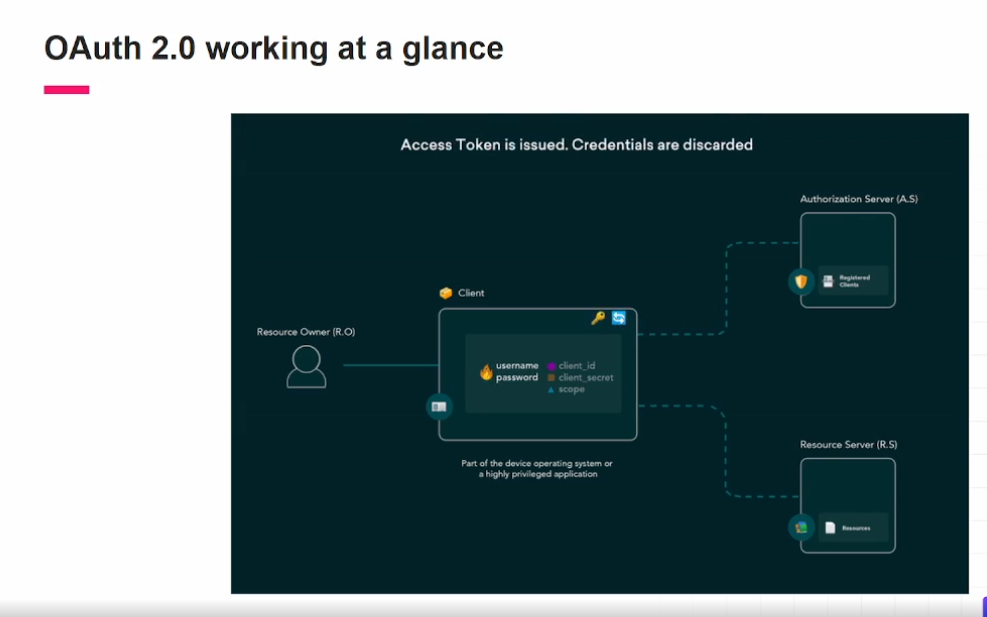 OAuth 2.0 working at a glance
Access Token is issued. Credentials are discarded
Authorization Server (A.S)
Registered
Clients
Client
Resource Owner (R.O)
username
password
client_id
client_secret
scope
Part of the device operating system or
a highly privileged application
Resource Server (R.S)
Resources